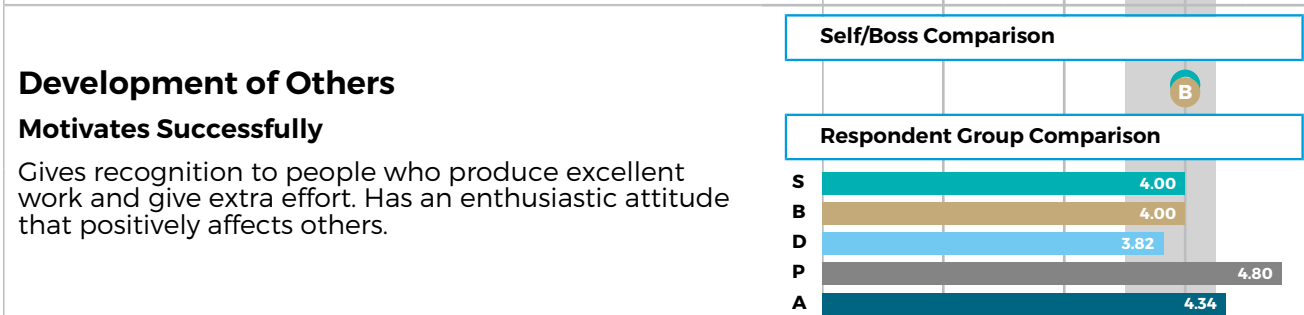 Self/Boss Comparison
Development of Others
B
Motivates Successfully
Respondent Group Comparison
Gives recognition to people who produce excellent
work and give extra effort. Has an enthusiastic attitude
that positively affects others.
S 4.00
B 4.00
D 3.82
P 4.80
A 4.34